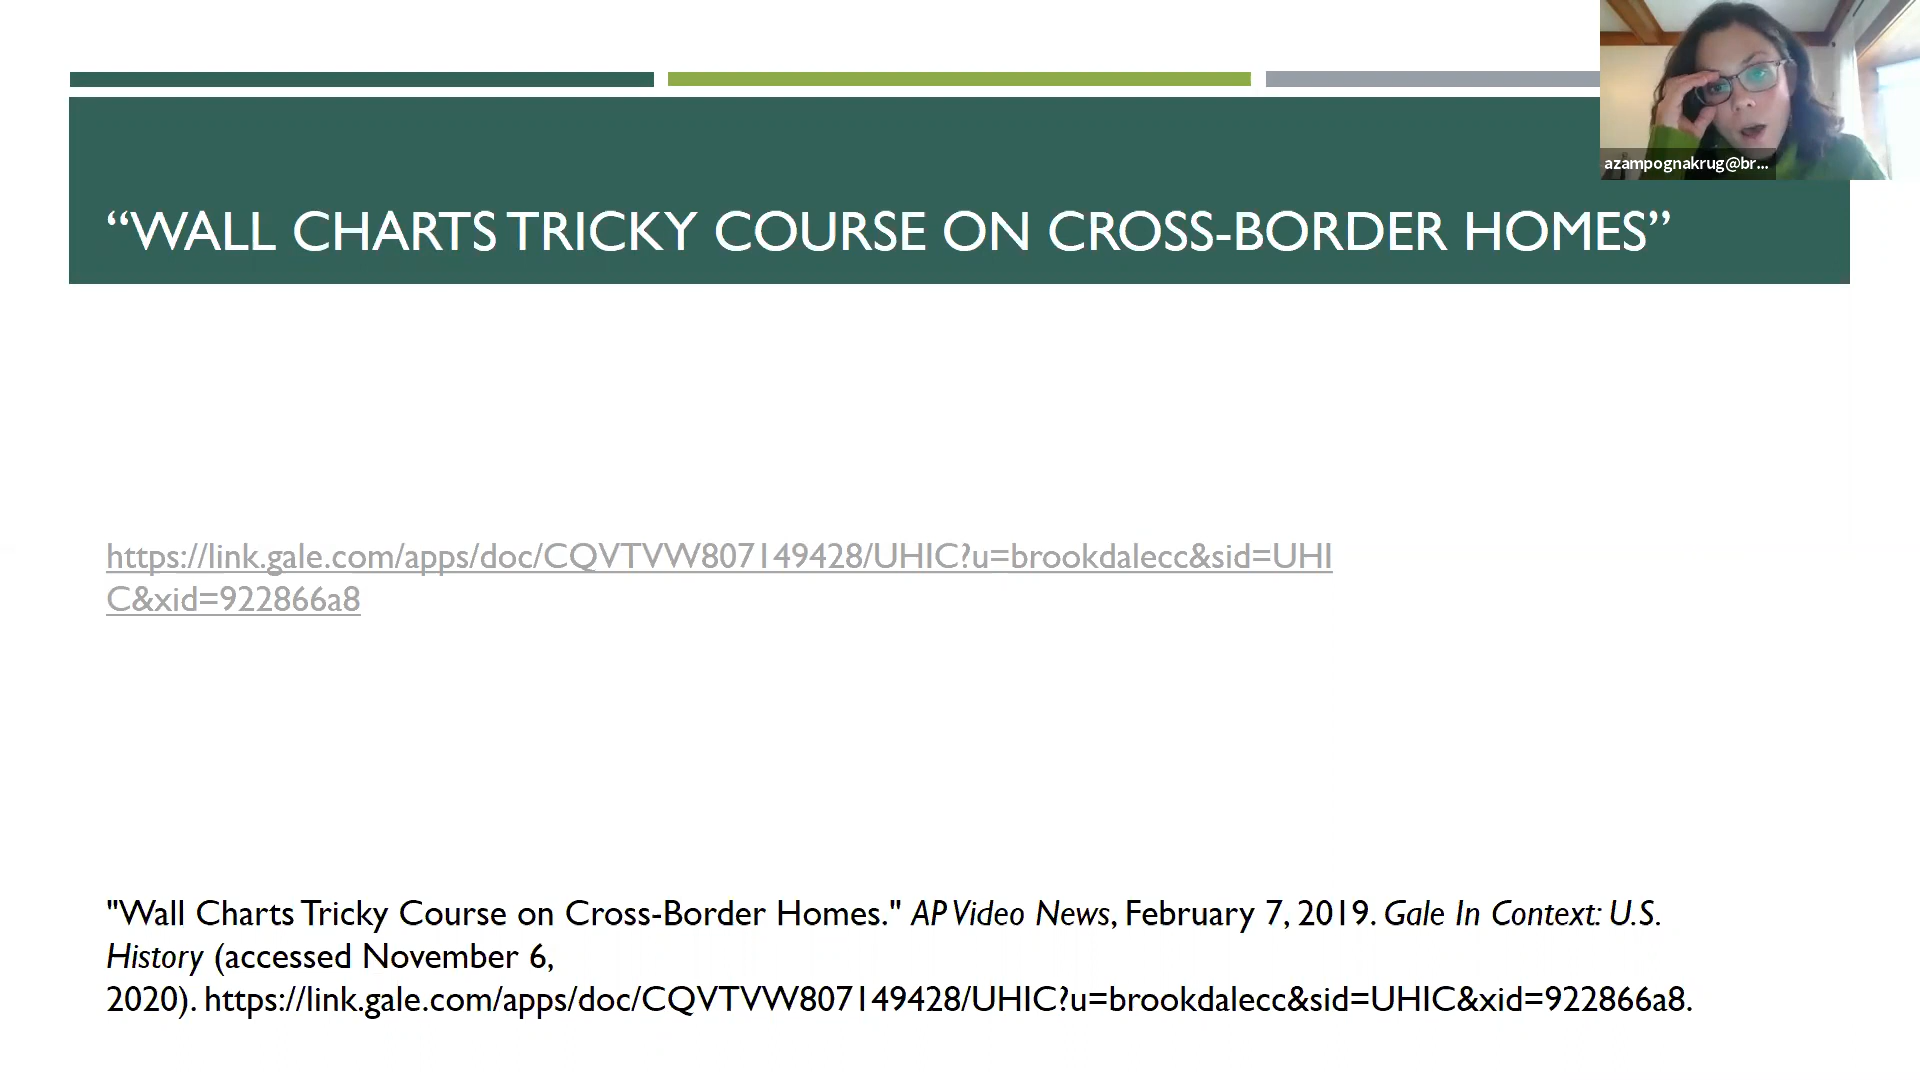 azampognakrug@br...
“WALL CHARTS TRICKY COURSE ON CROSS-BORDER HOMES”
https://link.gale.com/apps/doc/CQVTVW807149428/UHIC?u=brookdalecc&sid=UHI
C&xid=922866a8
"Wall Charts Tricky Course on Cross-Border Homes." AP Video News, February 7, 2019. Gale In Context: U.S.
History (accessed November 6,
2020). https://link.gale.com/apps/doc/CQVTVW807149428/UHIC?u=brookdalecc&sid=UHIC&xid=922866a8.